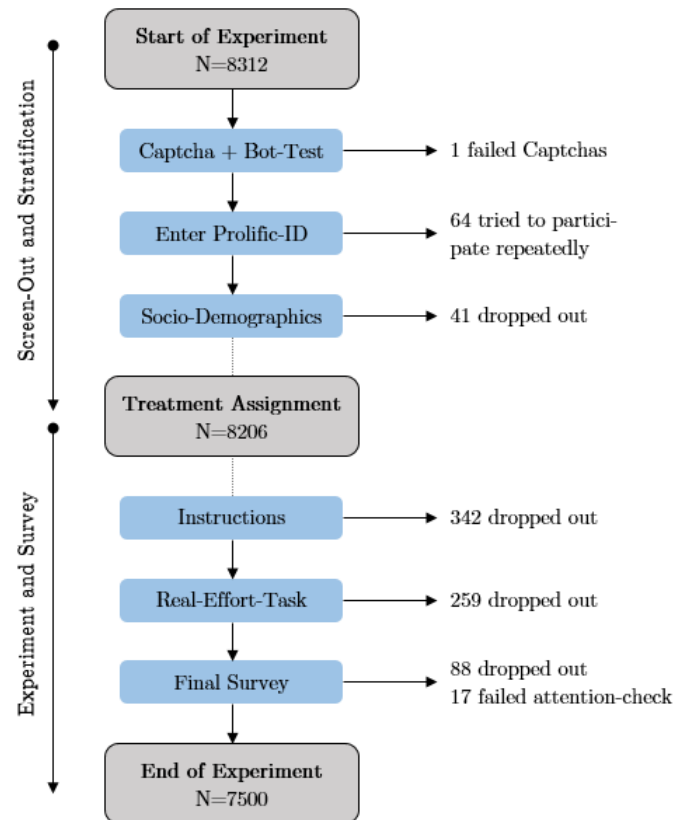 Start of Experiment
N=8312
Captcha + Bot-Test
1 failed Captchas
Enter Prolific-ID
64 tried to partici-
pate repeatedly
Socio-Demographics
41 dropped out
Screen-Out and Stratification
Treatment Assignment
N=8206
Instructions
342 dropped out
Real-Effort-Task
259 dropped out
Final Survey
88 dropped out
17 failed attention-check
Experiment and Survey
End of Experiment
N=7500